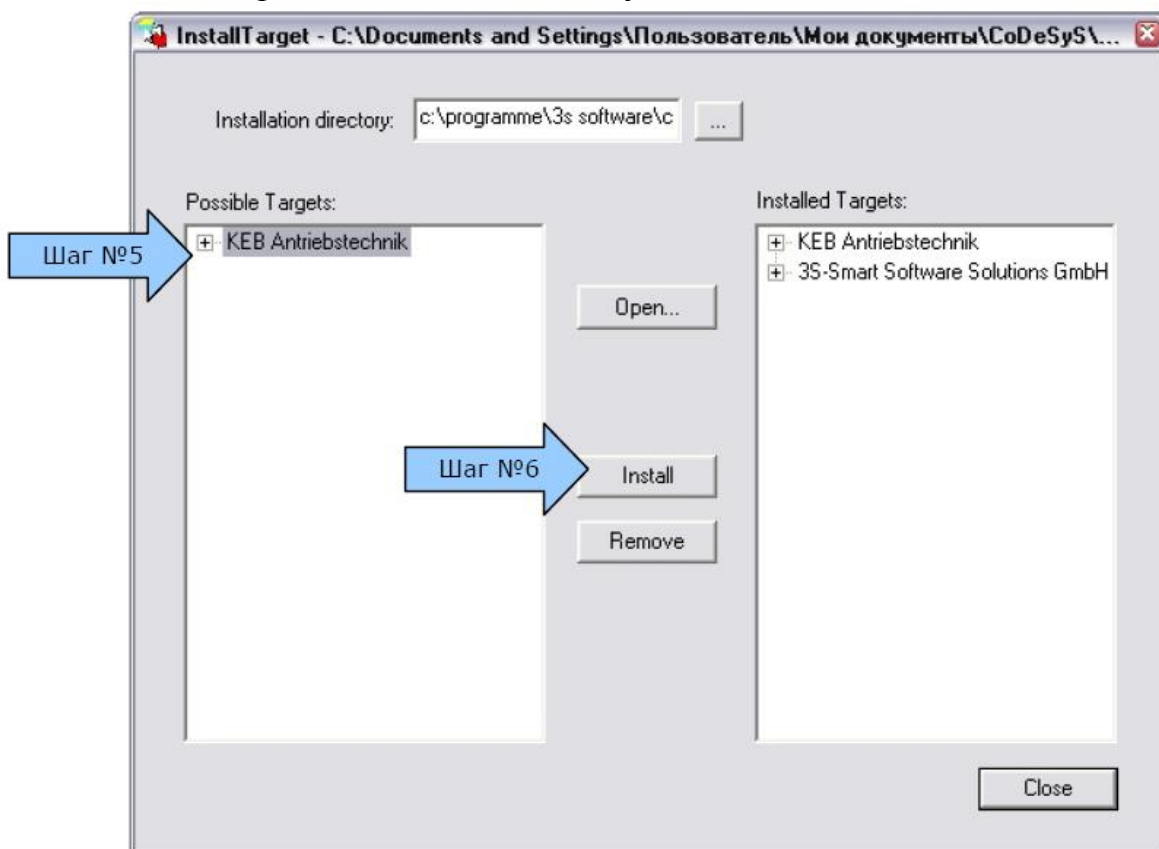 InstallTarget - C:\Documents and Settings\Пользователь\Мои документы\CoDeSyS\...
Installation directory: c:\programme\3s software\c ...
Possible Targets:
Installed Targets:
Шаг №5
KEB Antriebstechnik
KEB Antriebstechnik
3S-Smart Software Solutions GmbH
Open...
Шаг №6
Install
Remove
Close